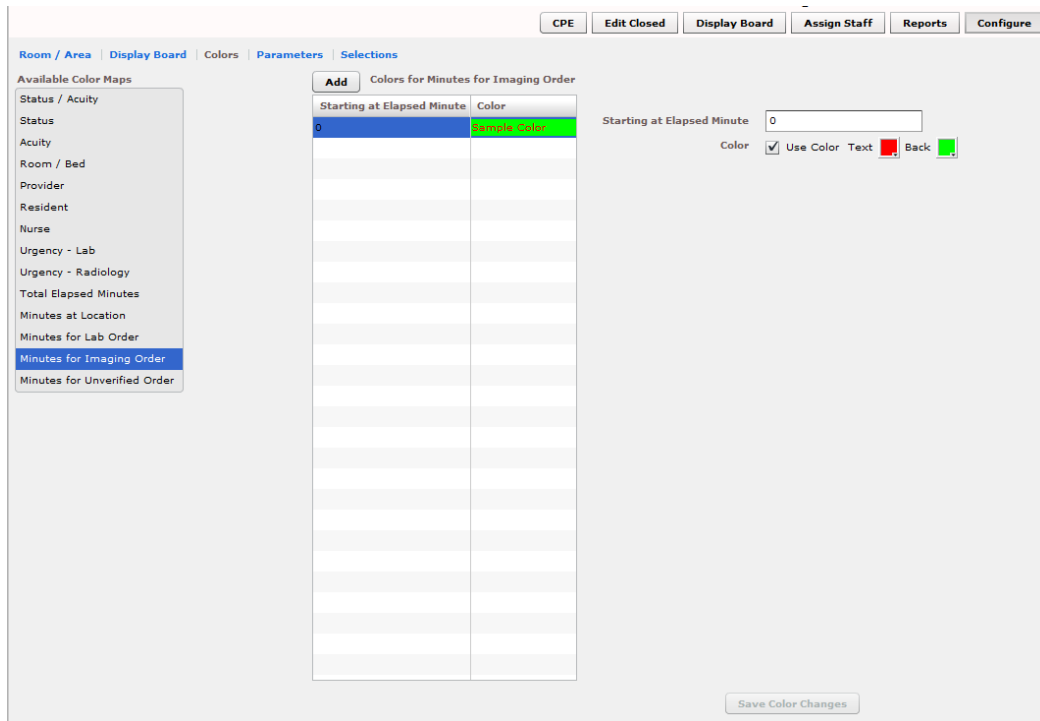 CPE Edit Closed Display Board Assign Staff Reports Configure
Room / Area | Display Board | Colors | Parameters | Selections
Available Color Maps
Status / Acuity
Status
Acuity
Room / Bed
Provider
Resident
Nurse
Urgency - Lab
Urgency - Radiology
Total Elapsed Minutes
Minutes at Location
Minutes for Lab Order
Minutes for Imaging Order
Minutes for Unverified Order
Add Colors for Minutes for Imaging Order
Starting at Elapsed Minute Color
0 Sample Color
Starting at Elapsed Minute 0
Color Use Color Text Back
Save Color Changes